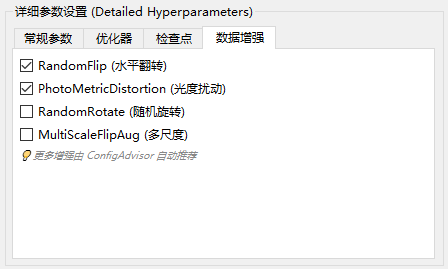 详细参数设置 (Detailed Hyperparameters)
常规参数 优化器 检查点 数据增强
RandomFlip (水平翻转)
PhotoMetricDistortion (光度扰动)
RandomRotate (随机旋转)
MultiScaleFlipAug (多尺度)
💡 更多增强由 ConfigAdvisor 自动推荐